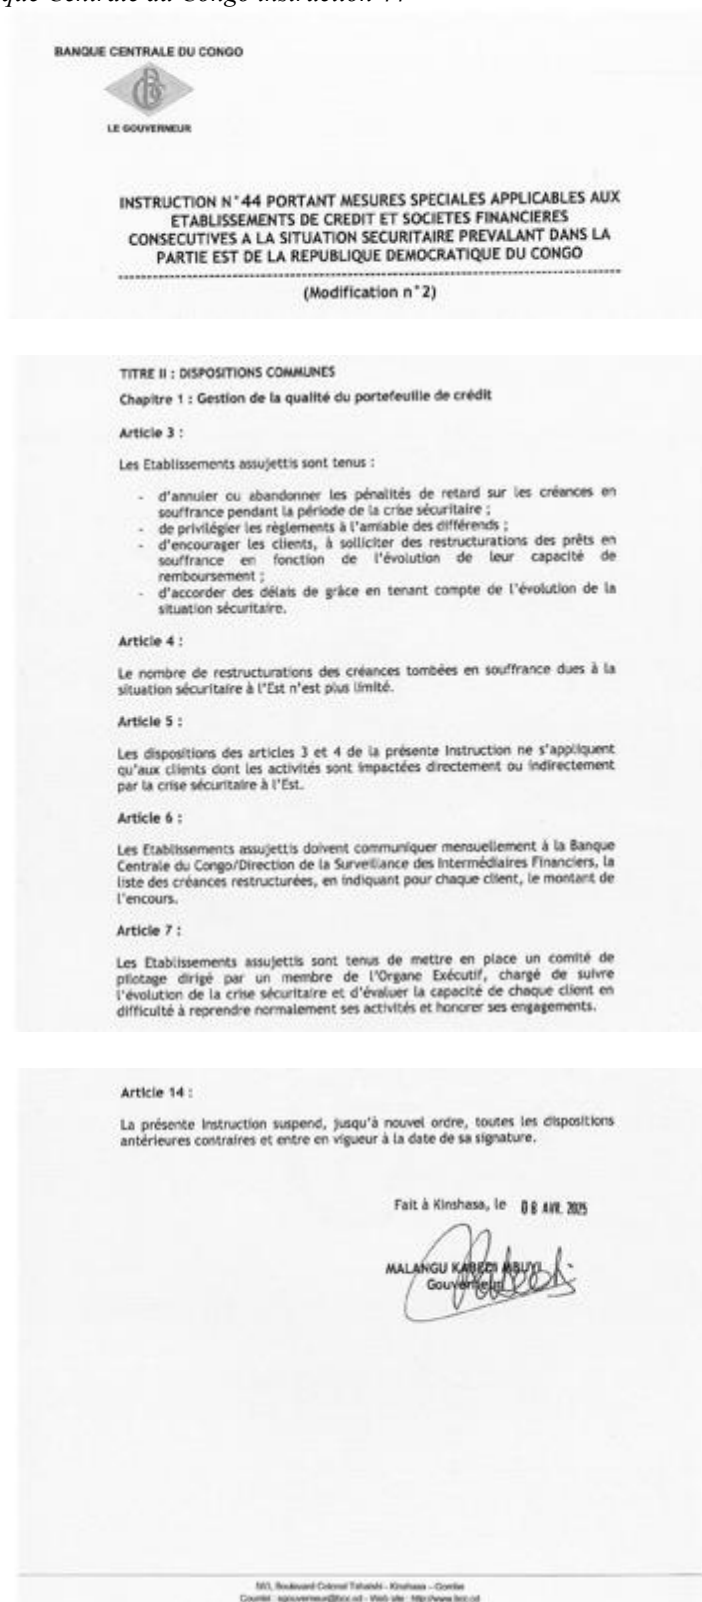 que Centrale du Congo instruction 44
BANQUE CENTRALE DU CONGO
LE GOUVERNEUR
INSTRUCTION N°44 PORTANT MESURES SPECIALES APPLICABLES AUX
ETABLISSEMENTS DE CREDIT ET SOCIETES FINANCIERES
CONSECUTIVES A LA SITUATION SECURITAIRE PREVALANT DANS LA
PARTIE EST DE LA REPUBLIQUE DEMOCRATIQUE DU CONGO
(Modification n°2)
TITRE II : DISPOSITIONS COMMUNES
Chapitre 1 : Gestion de la qualité du portefeuille de crédit
Article 3 :
Les Etablissements assujettis sont tenus :
- d'annuler ou abandonner les pénalités de retard sur les créances en
souffrance pendant la période de la crise sécuritaire ;
- de privilégier les règlements à l'amiable des différends ;
- d'encourager les clients, à solliciter des restructurations des prêts en
souffrance en fonction de l'évolution de leur capacité de
remboursement ;
- d'accorder des délais de grâce en tenant compte de l'évolution de la
situation sécuritaire.
Article 4 :
Le nombre de restructurations des créances tombées en souffrance dues à la
situation sécuritaire à l'Est n'est plus limité.
Article 5 :
Les dispositions des articles 3 et 4 de la présente Instruction ne s'appliquent
qu'aux clients dont les activités sont impactées directement ou indirectement
par la crise sécuritaire à l'Est.
Article 6 :
Les Etablissements assujettis doivent communiquer mensuellement à la Banque
Centrale du Congo/Direction de la Surveillance des Intermédiaires Financiers, la
liste des créances restructurées, en indiquant pour chaque client, le montant de
l'encours.
Article 7 :
Les Etablissements assujettis sont tenus de mettre en place un comité de
pilotage dirigé par un membre de l'Organe Exécutif, chargé de suivre
l'évolution de la crise sécuritaire et d'évaluer la capacité de chaque client en
difficulté à reprendre normalement ses activités et honorer ses engagements.
Article 14 :
La présente Instruction suspend, jusqu'à nouvel ordre, toutes les dispositions
antérieures contraires et entre en vigueur à la date de sa signature.
Fait à Kinshasa, le 08 AVR. 2025
MALANGU KABEDI MBUYI
Gouverneur
Boulevard Colonel Tshatshi - Kinshasa - Gombe